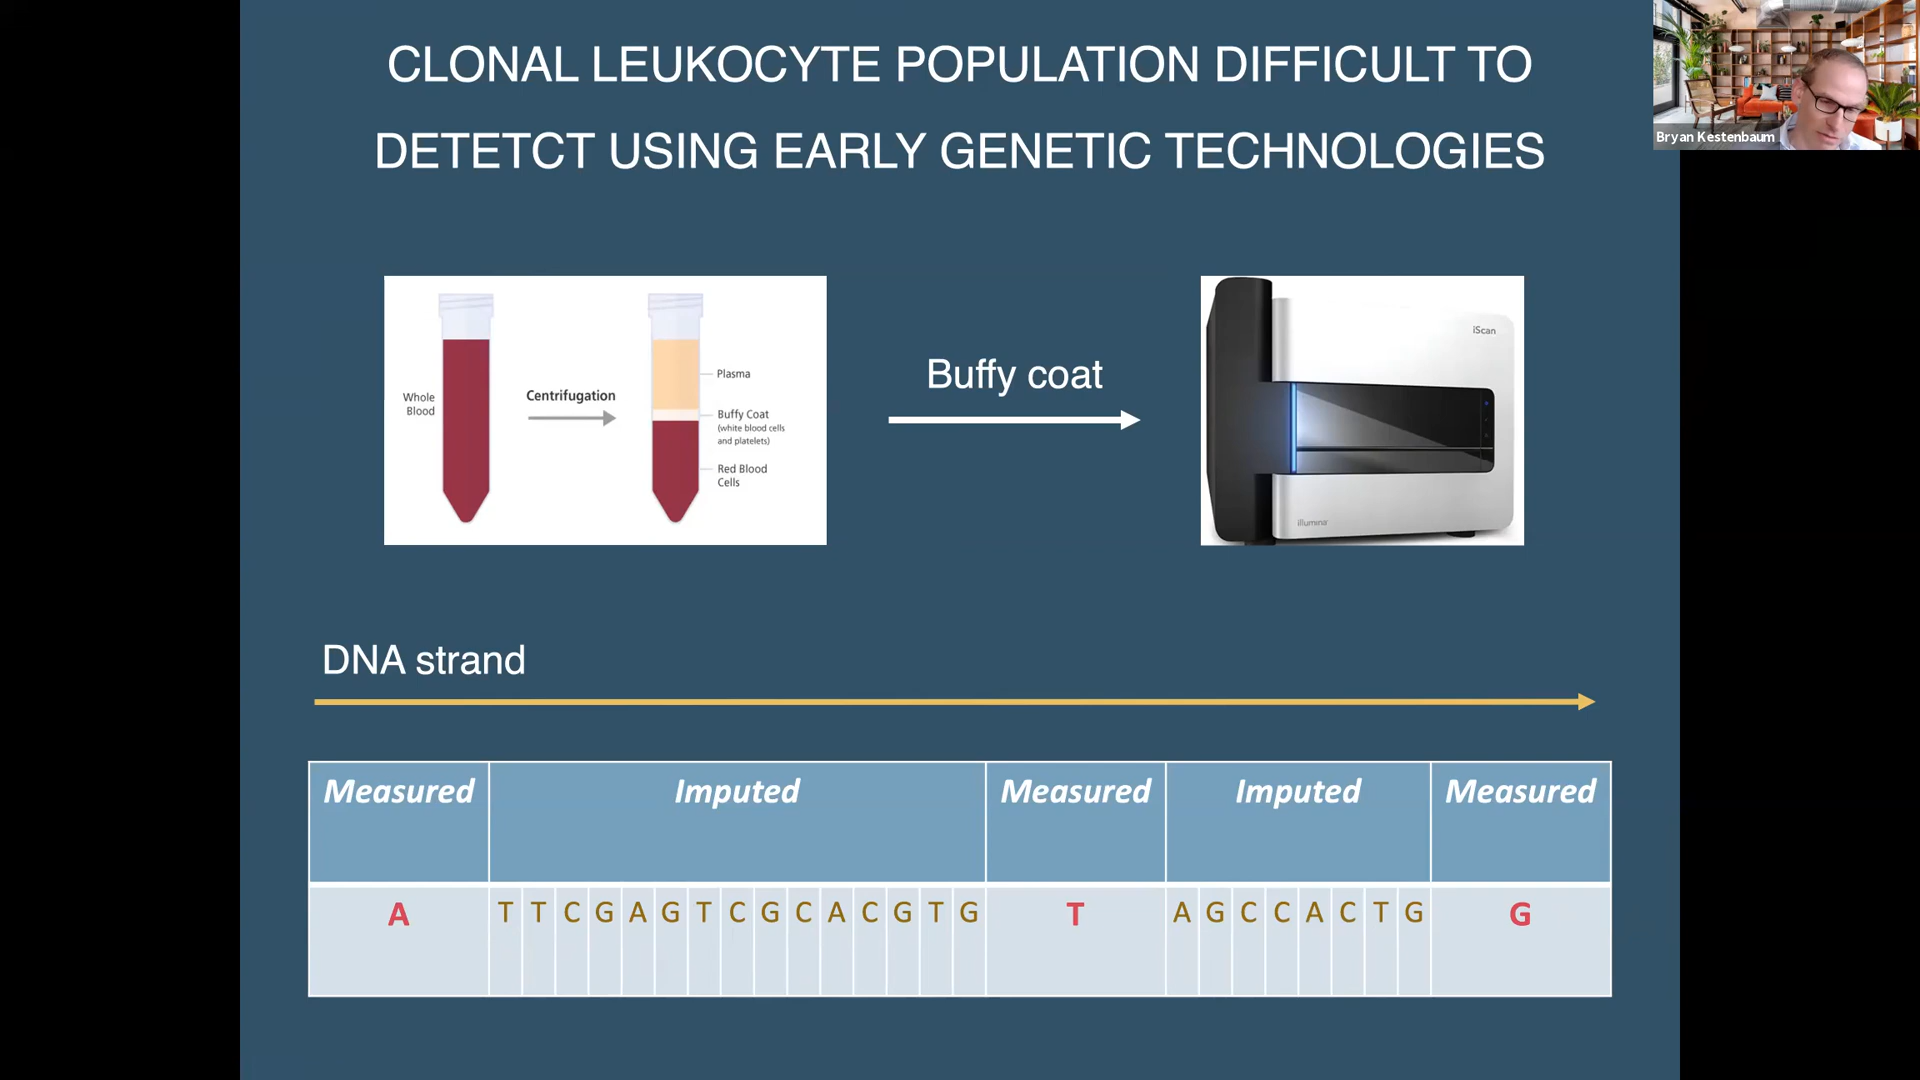 CLONAL LEUKOCYTE POPULATION DIFFICULT TO
DETETCT USING EARLY GENETIC TECHNOLOGIES
Bryan Kestenbaum
Whole
Blood
Centrifugation
Plasma
Buffy Coat
(white blood cells
and platelets)
Red Blood
Cells
Buffy coat
iScan
illumina
DNA strand
Measured Imputed Measured Imputed Measured
A T T C G A G T C G C A C G T G T A G C C A C T G G